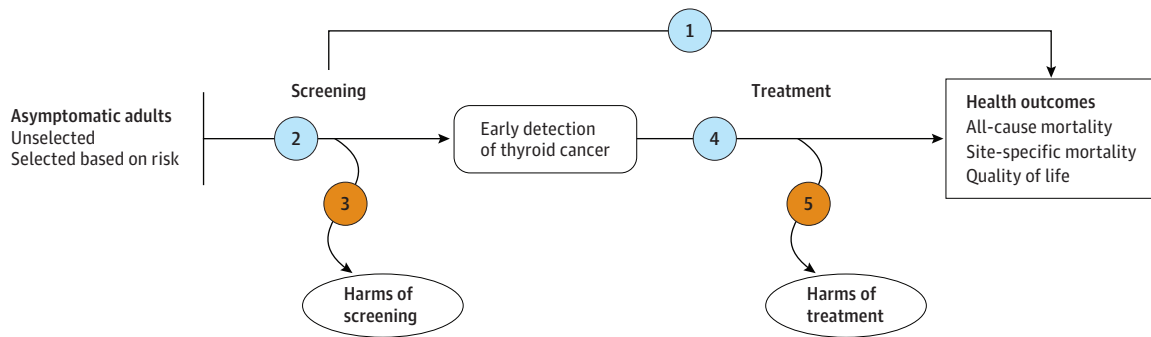 1
Screening
Treatment
Asymptomatic adults
Unselected
Selected based on risk
2
Early detection
of thyroid cancer
4
Health outcomes
All-cause mortality
Site-specific mortality
Quality of life
3
5
Harms of
screening
Harms of
treatment